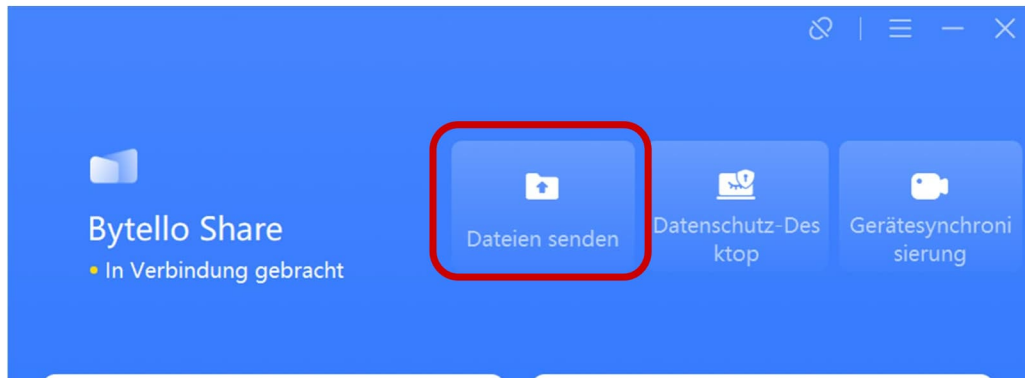 Bytello Share
• In Verbindung gebracht
Dateien senden
Datenschutz-Des
ktop
Gerätesynchroni
sierung